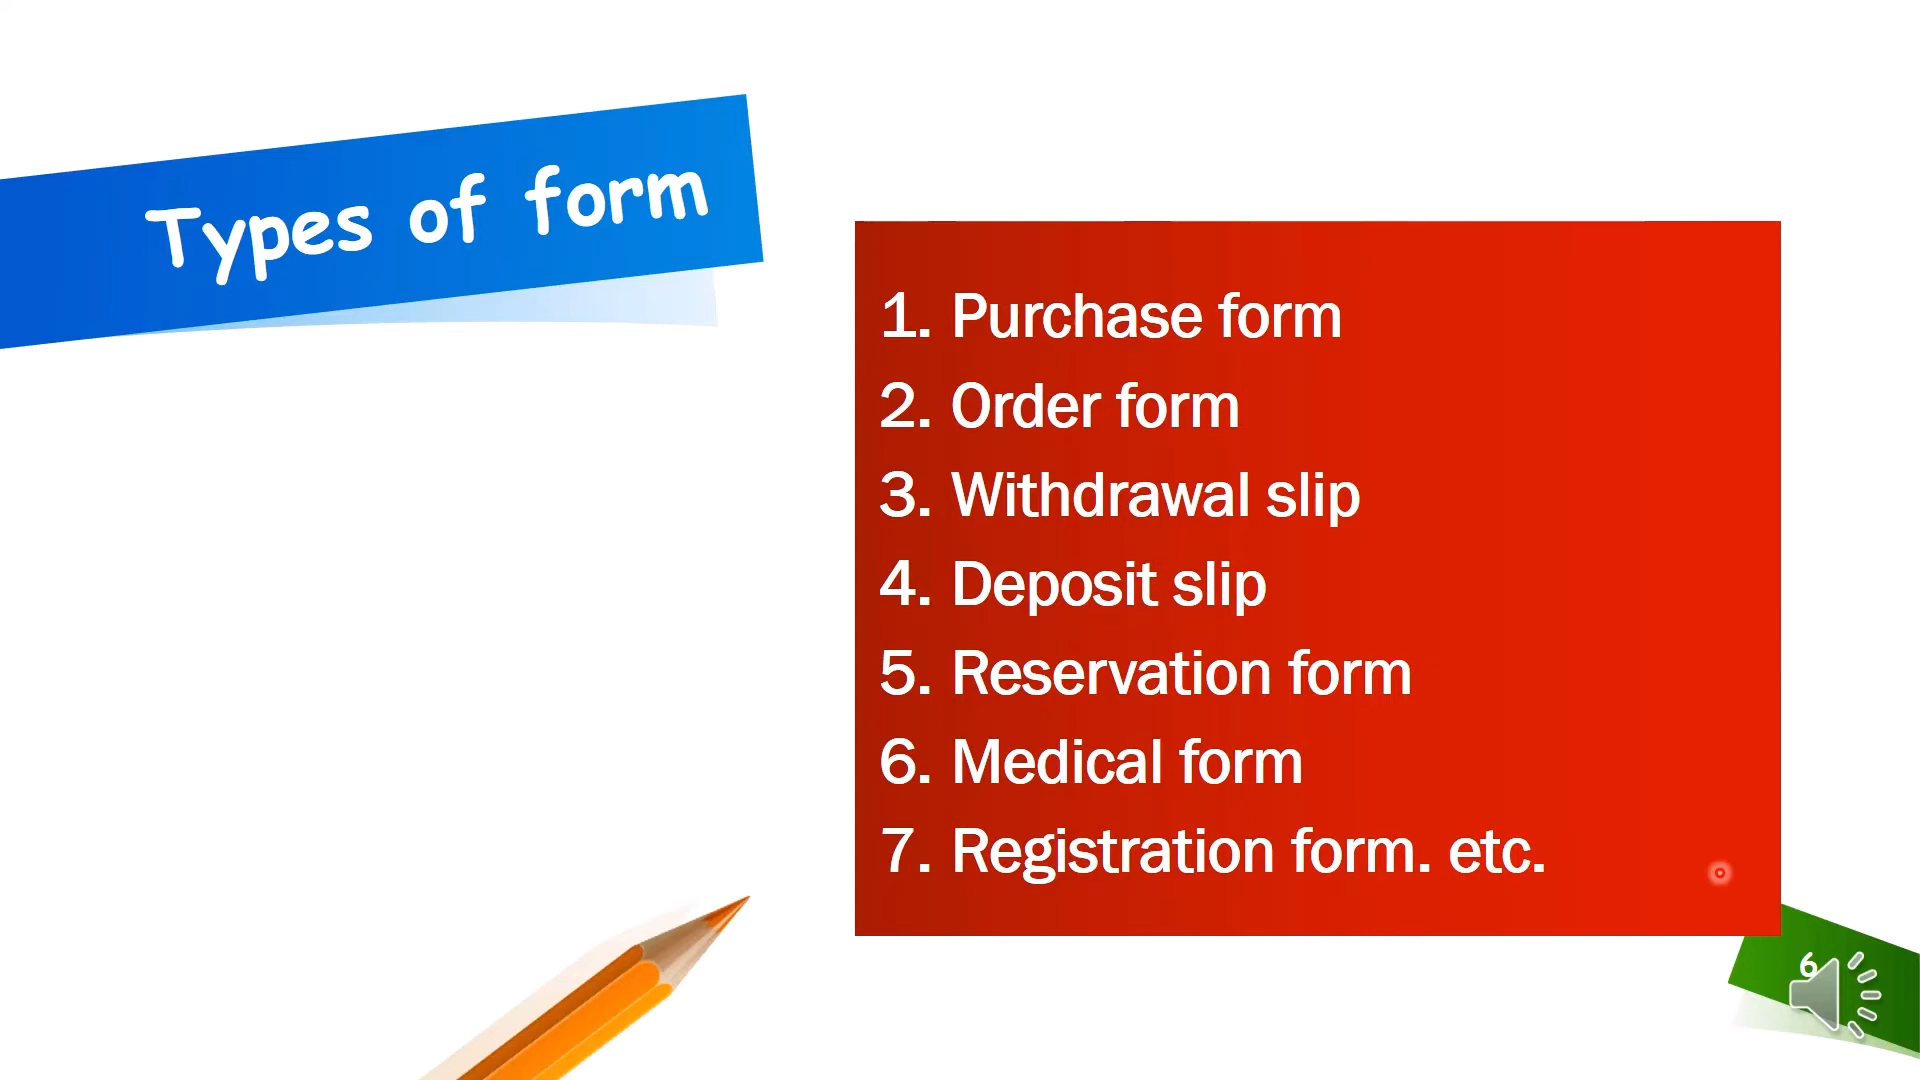 Types of form
1. Purchase form
2. Order form
3. Withdrawal slip
4. Deposit slip
5. Reservation form
6. Medical form
7. Registration form. etc.
6